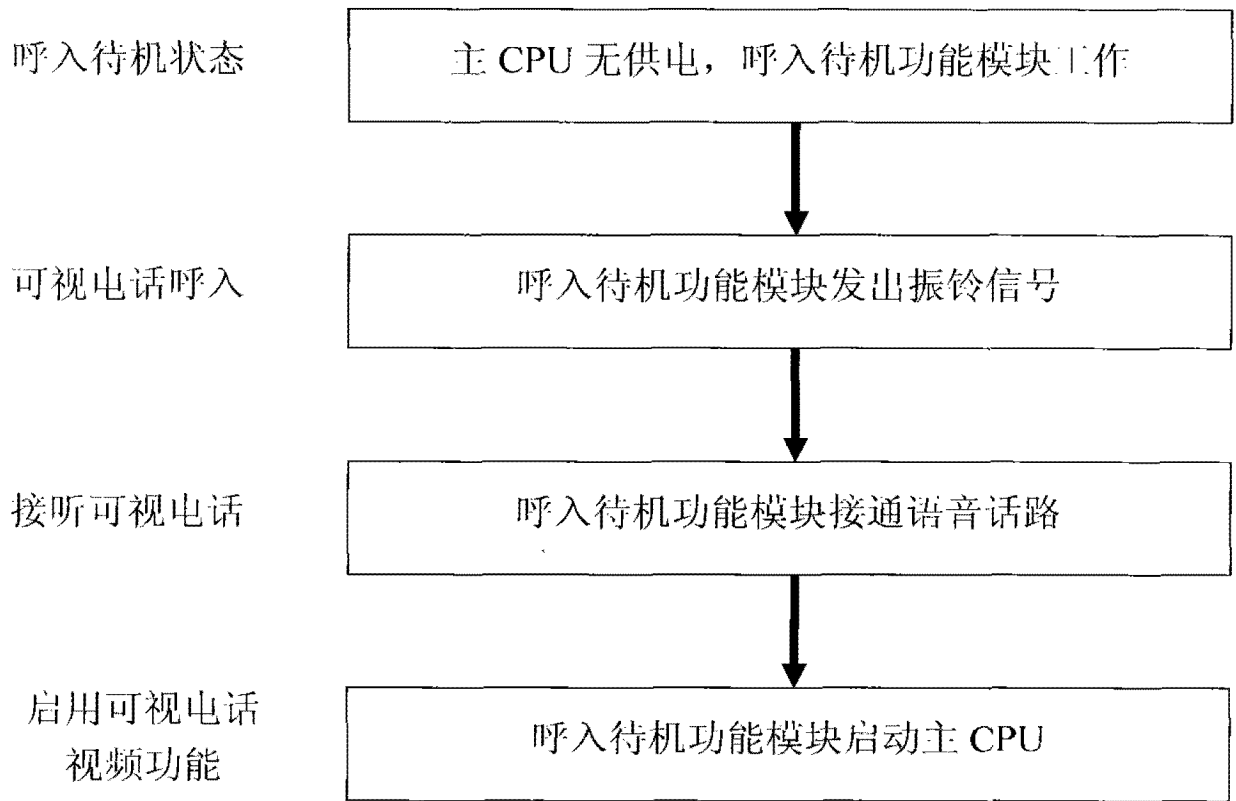 呼入待机状态
主 CPU 无供电，呼入待机功能模块工作
可视电话呼入
呼入待机功能模块发出振铃信号
接听可视电话
呼入待机功能模块接通语音话路
启用可视电话
视频功能
呼入待机功能模块启动主 CPU